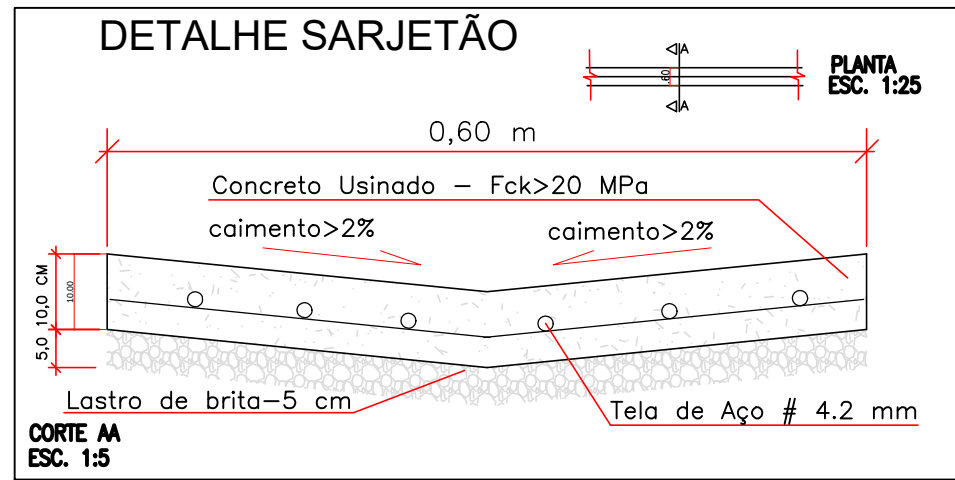 DETALHE SARJETÃO
A
.60
A
PLANTA
ESC. 1:25
0,60 m
Concreto Usinado – Fck>20 MPa
caimento>2%
caimento>2%
5,0 10,0 CM
10,00
Lastro de brita–5 cm
Tela de Aço # 4.2 mm
CORTE AA
ESC. 1:5